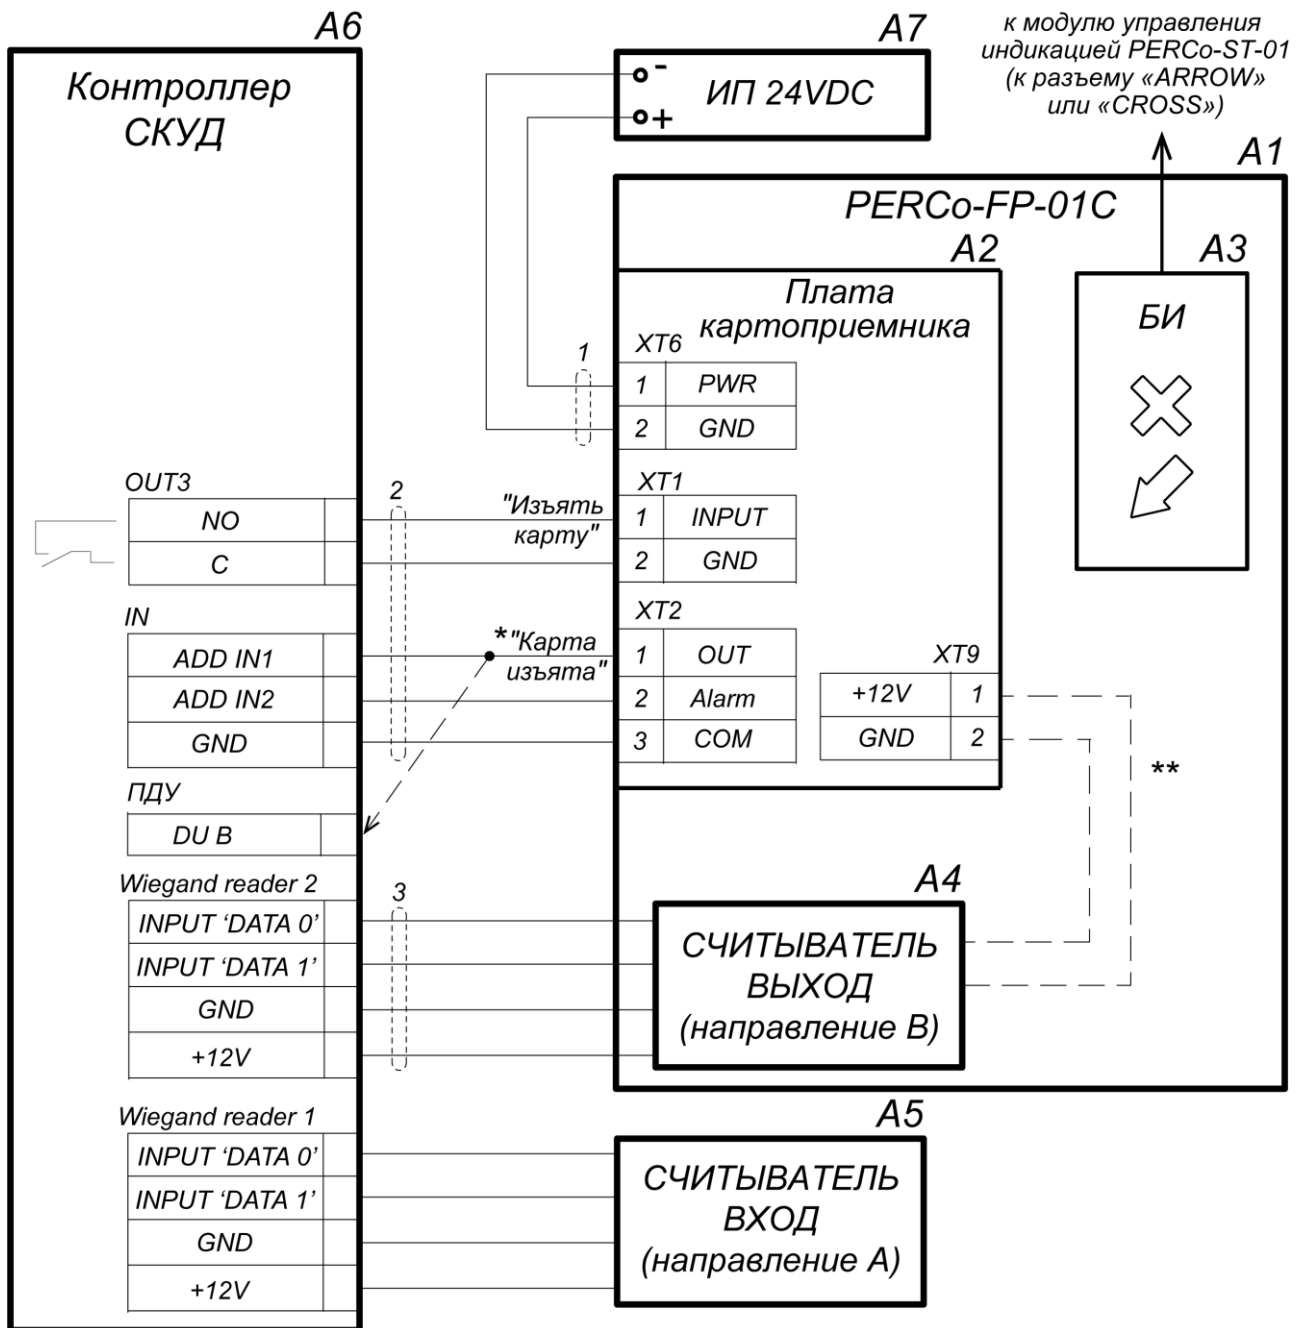 A6
Контроллер
СКУД
A7
-
+
ИП 24VDC
к модулю управления
индикацией PERCo-ST-01
(к разъему «ARROW»
или «CROSS»)
A1
PERCo-FP-01C
A2
Плата
картоприемника
A3
БИ
1
XT6
1 PWR
2 GND
OUT3
NO
C
2
"Изъять
карту"
XT1
1 INPUT
2 GND
IN
ADD IN1
ADD IN2
GND
* "Карта
изъята"
XT2
1 OUT
2 Alarm
3 COM
XT9
+12V 1
GND 2
**
ПДУ
DU B
Wiegand reader 2
INPUT ‘DATA 0’
INPUT ‘DATA 1’
GND
+12V
3
A4
СЧИТЫВАТЕЛЬ
ВЫХОД
(направление B)
Wiegand reader 1
INPUT ‘DATA 0’
INPUT ‘DATA 1’
GND
+12V
A5
СЧИТЫВАТЕЛЬ
ВХОД
(направление A)